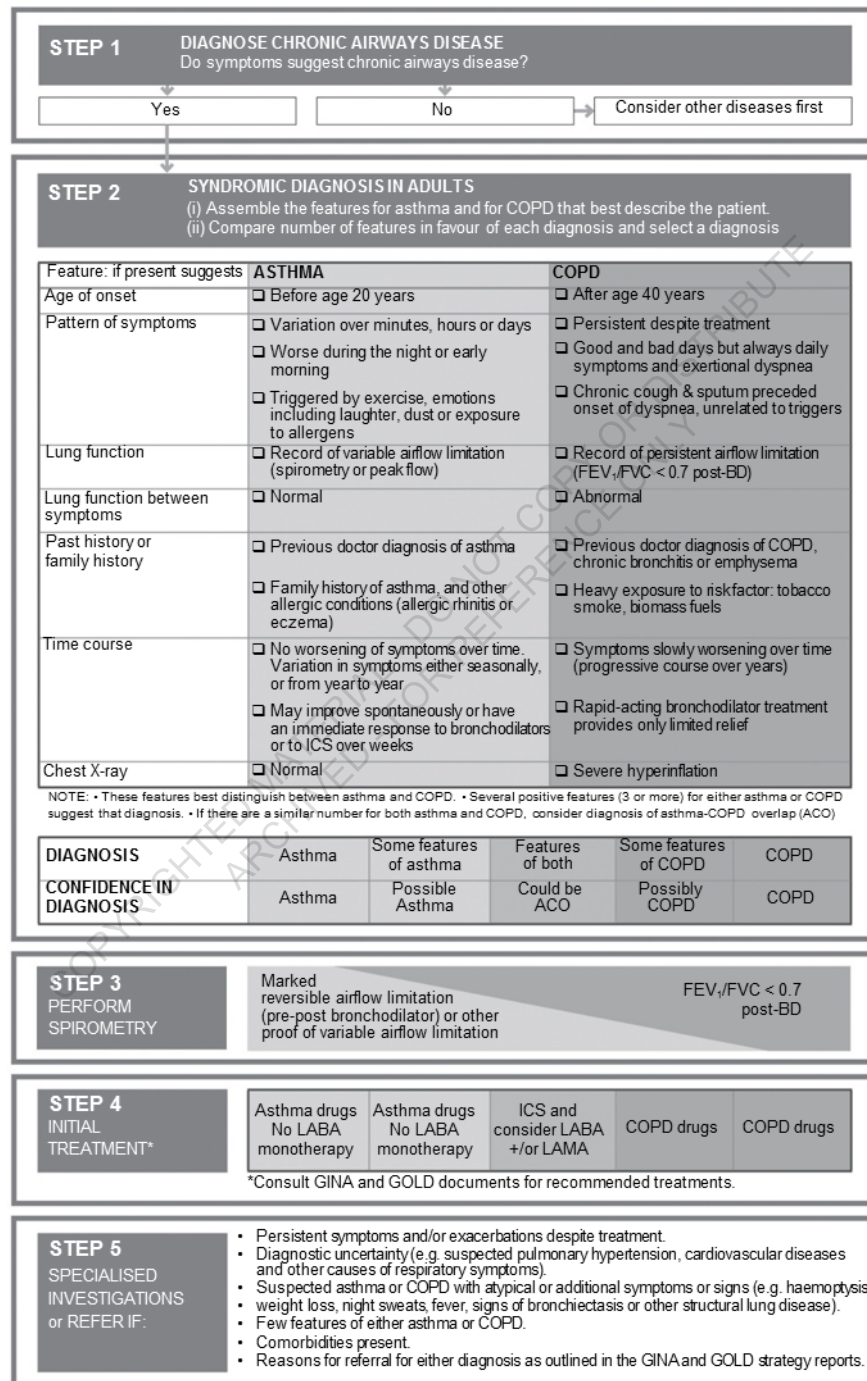 STEP 1
DIAGNOSE CHRONIC AIRWAYS DISEASE
Do symptoms suggest chronic airways disease?
Yes
No
Consider other diseases first
STEP 2
SYNDROMIC DIAGNOSIS IN ADULTS
(i) Assemble the features for asthma and for COPD that best describe the patient.
(ii) Compare number of features in favour of each diagnosis and select a diagnosis
Feature: if present suggests
ASTHMA
COPD
Age of onset
❑ Before age 20 years
❑ After age 40 years
Pattern of symptoms
❑ Variation over minutes, hours or days
❑ Worse during the night or early
morning
❑ Triggered by exercise, emotions
including laughter, dust or exposure
to allergens
❑ Persistent despite treatment
❑ Good and bad days but always daily
symptoms and exertional dyspnea
❑ Chronic cough & sputum preceded
onset of dyspnea, unrelated to triggers
Lung function
❑ Record of variable airflow limitation
(spirometry or peak flow)
❑ Record of persistent airflow limitation
(FEV₁/FVC < 0.7 post-BD)
Lung function between
symptoms
❑ Normal
❑ Abnormal
Past history or
family history
❑ Previous doctor diagnosis of asthma
❑ Family history of asthma, and other
allergic conditions (allergic rhinitis or
eczema)
❑ Previous doctor diagnosis of COPD,
chronic bronchitis or emphysema
❑ Heavy exposure to risk factor: tobacco
smoke, biomass fuels
Time course
❑ No worsening of symptoms over time.
Variation in symptoms either seasonally,
or from year to year
❑ May improve spontaneously or have
an immediate response to bronchodilators
or to ICS over weeks
❑ Symptoms slowly worsening over time
(progressive course over years)
❑ Rapid-acting bronchodilator treatment
provides only limited relief
Chest X-ray
❑ Normal
❑ Severe hyperinflation
NOTE: • These features best distinguish between asthma and COPD. • Several positive features (3 or more) for either asthma or COPD
suggest that diagnosis. • If there are a similar number for both asthma and COPD, consider diagnosis of asthma-COPD overlap (ACO)
DIAGNOSIS
Asthma
Some features
of asthma
Features
of both
Some features
of COPD
COPD
CONFIDENCE IN
DIAGNOSIS
Asthma
Possible
Asthma
Could be
ACO
Possibly
COPD
COPD
STEP 3
PERFORM
SPIROMETRY
Marked
reversible airflow limitation
(pre-post bronchodilator) or other
proof of variable airflow limitation
FEV₁/FVC < 0.7
post-BD
STEP 4
INITIAL
TREATMENT*
Asthma drugs
No LABA
monotherapy
Asthma drugs
No LABA
monotherapy
ICS and
consider LABA
+/or LAMA
COPD drugs
COPD drugs
*Consult GINA and GOLD documents for recommended treatments.
STEP 5
SPECIALISED
INVESTIGATIONS
or REFER IF:
• Persistent symptoms and/or exacerbations despite treatment.
• Diagnostic uncertainty (e.g. suspected pulmonary hypertension, cardiovascular diseases
and other causes of respiratory symptoms).
• Suspected asthma or COPD with atypical or additional symptoms or signs (e.g. haemoptysis,
• weight loss, night sweats, fever, signs of bronchiectasis or other structural lung disease).
• Few features of either asthma or COPD.
• Comorbidities present.
• Reasons for referral for either diagnosis as outlined in the GINA and GOLD strategy reports.
COPYRIGHTED MATERIAL - DO NOT COPY OR DISTRIBUTE
ARCHIVED - FOR REFERENCE ONLY